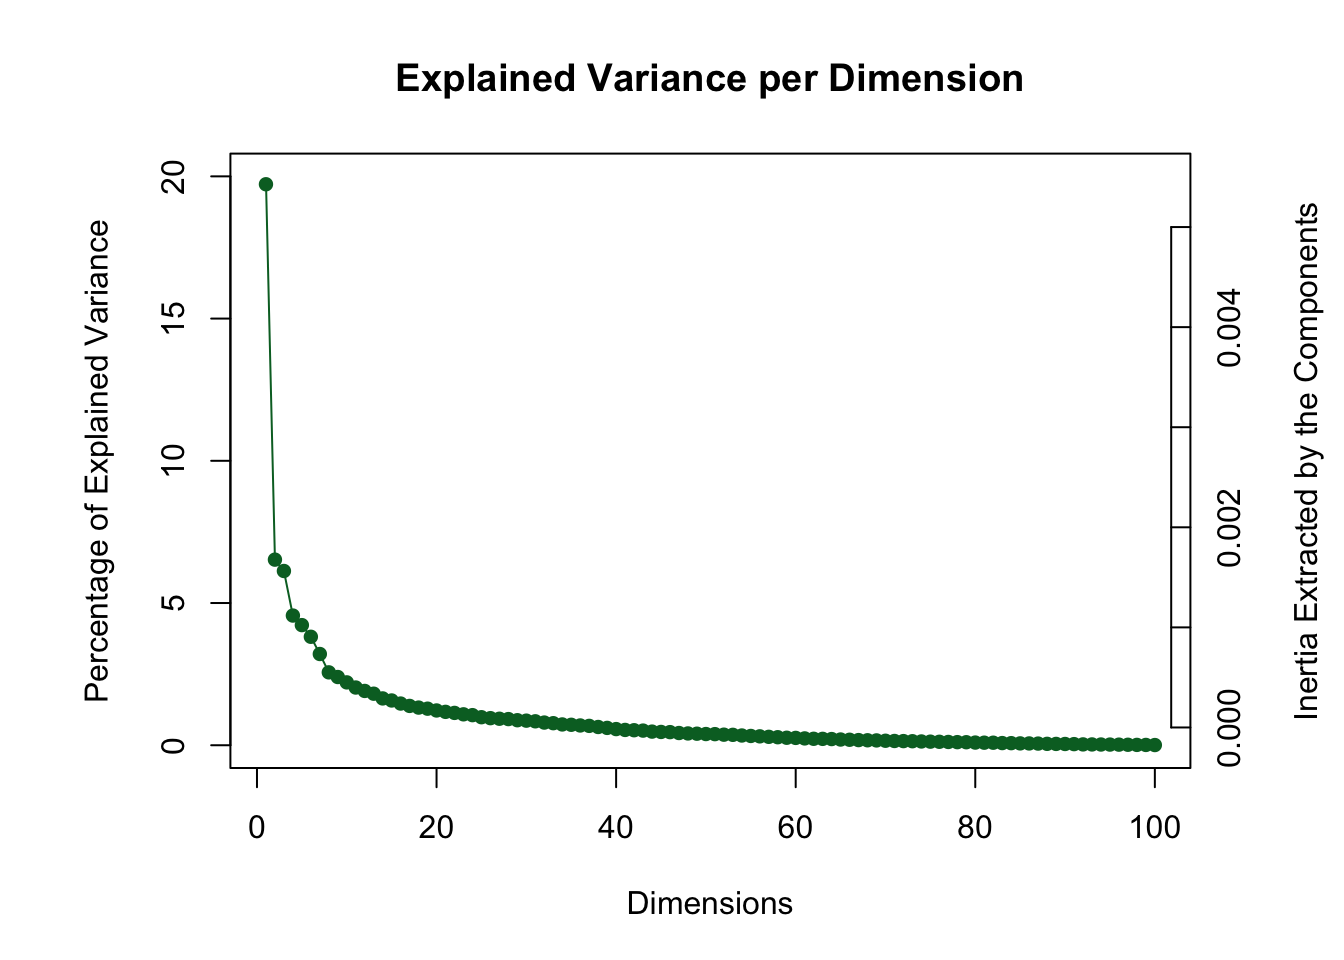 Explained Variance per Dimension
Percentage of Explained Variance
20
15
10
5
0
0.004
0.002
0.000
Inertia Extracted by the Components
0 20 40 60 80 100
Dimensions